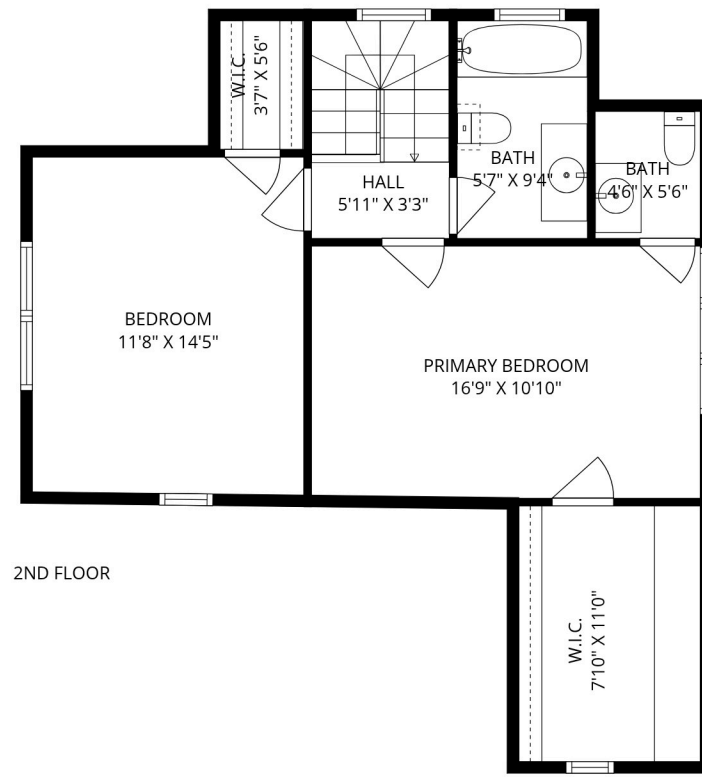 W.I.C.
3'7" X 5'6"
HALL
5'11" X 3'3"
BATH
5'7" X 9'4"
BATH
4'6" X 5'6"
BEDROOM
11'8" X 14'5"
PRIMARY BEDROOM
16'9" X 10'10"
2ND FLOOR
W.I.C.
7'10" X 11'0"